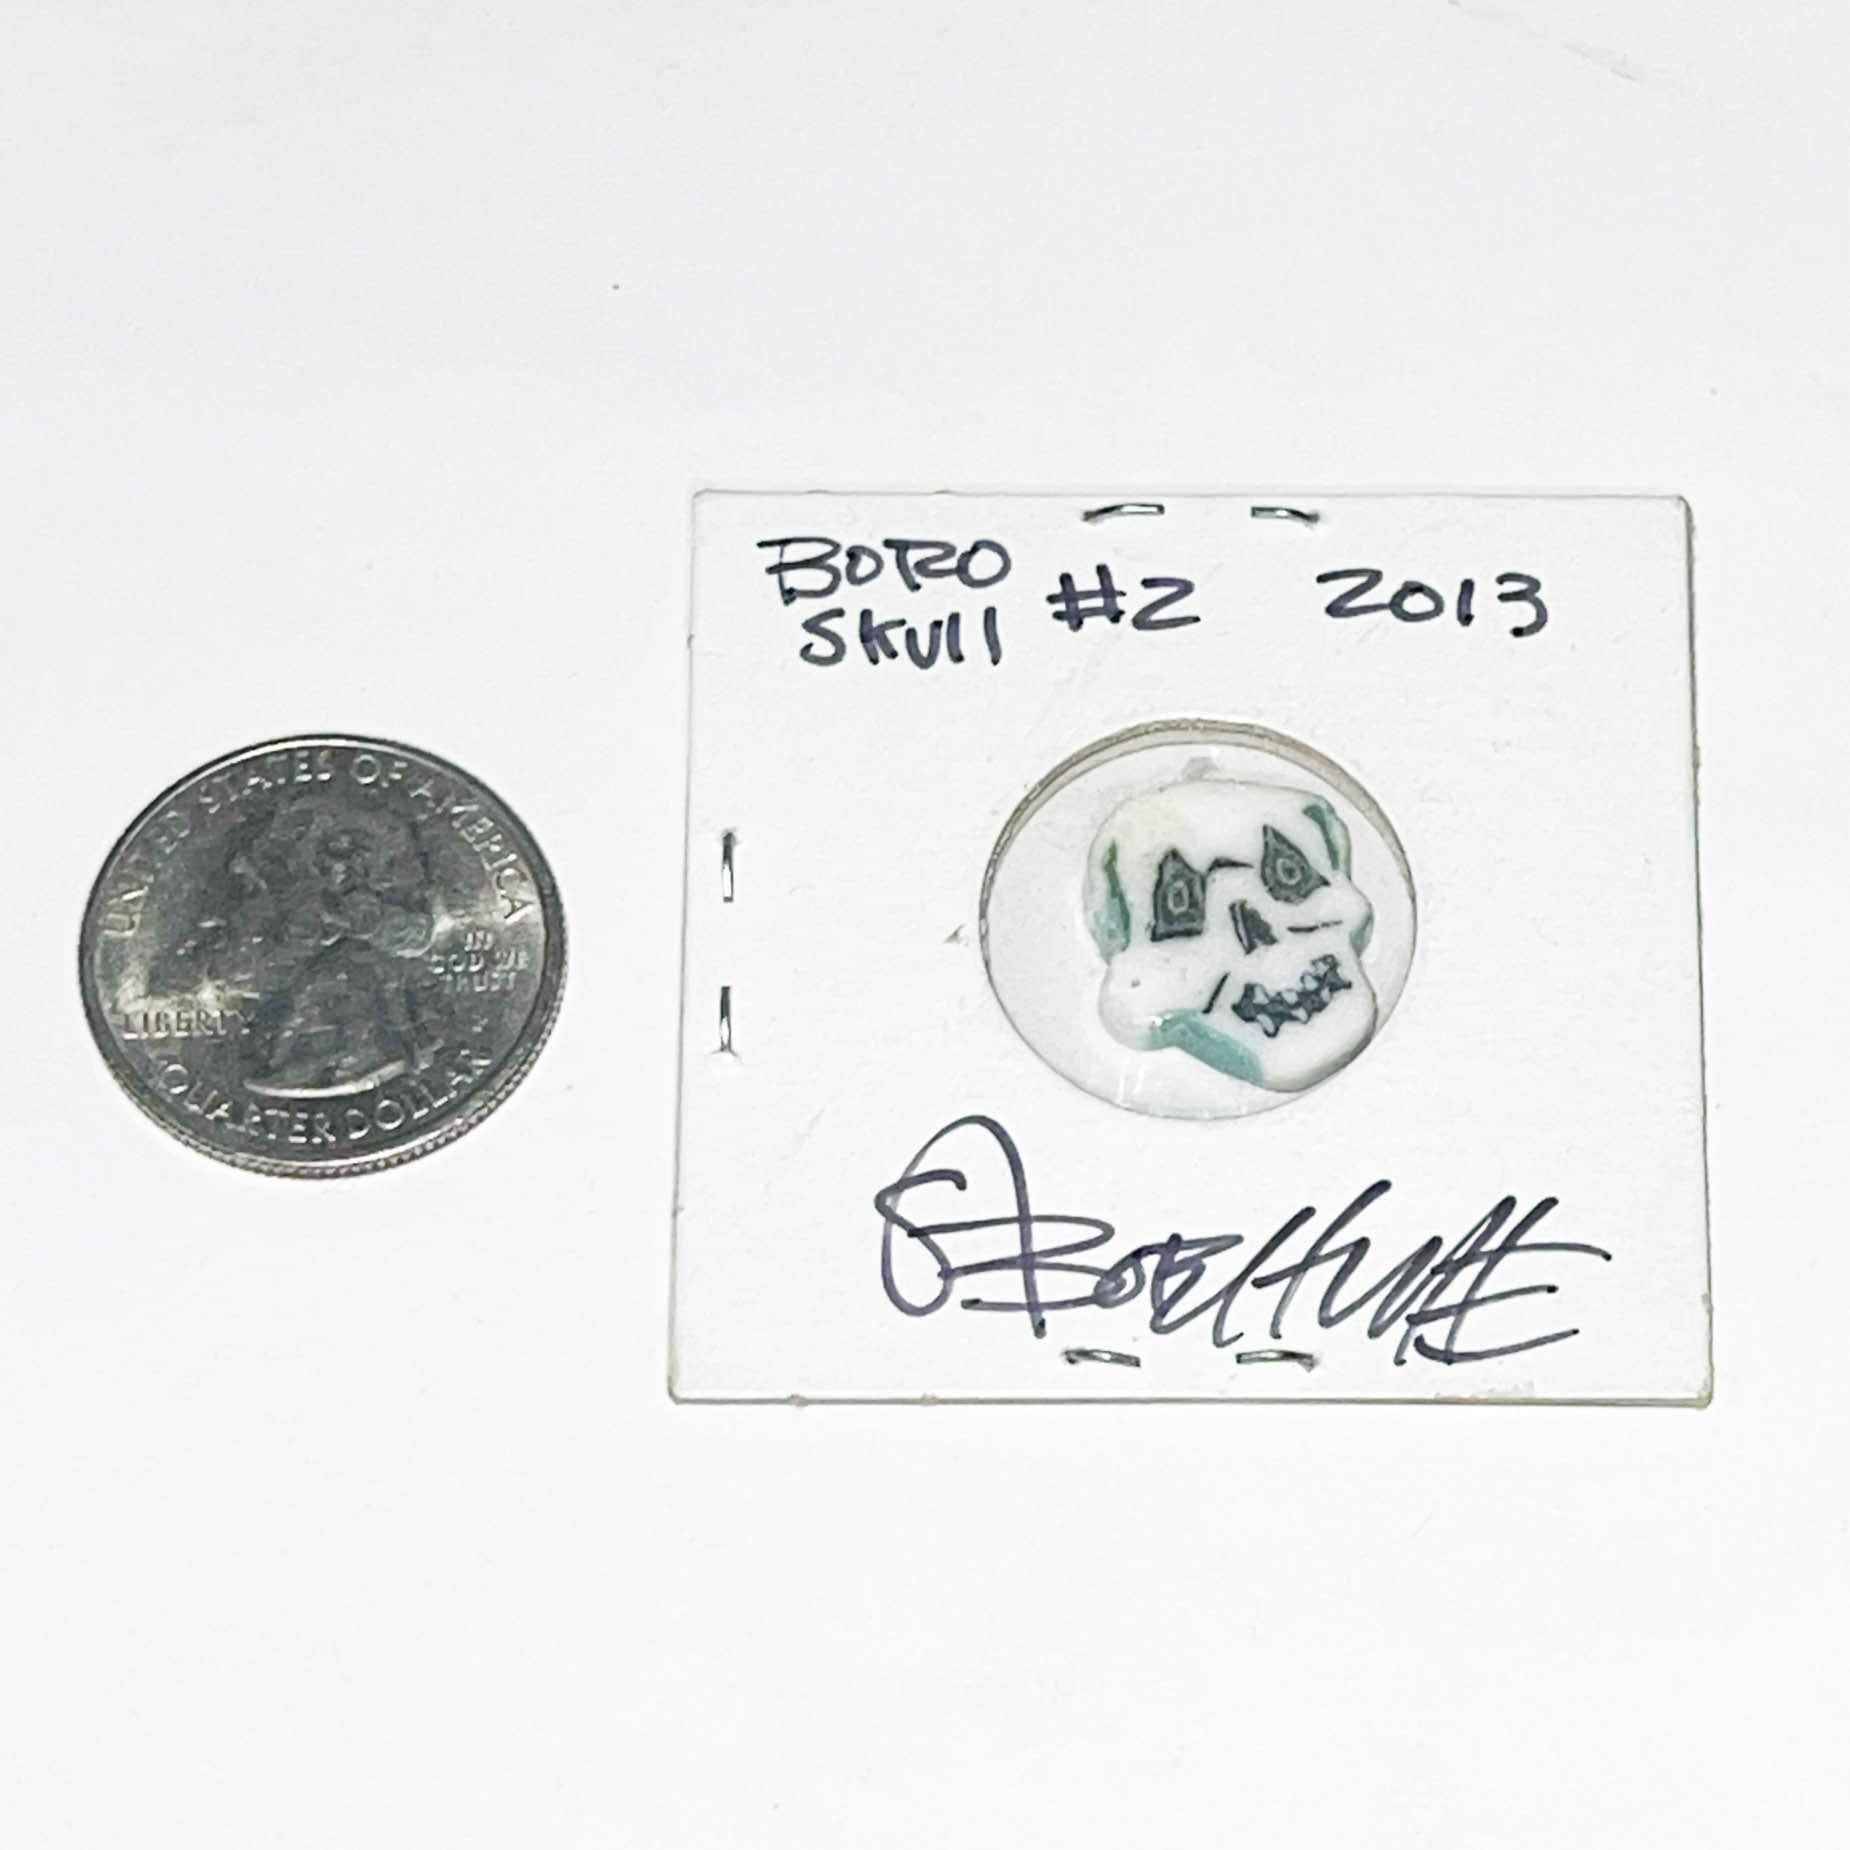 UNITED STATES OF AMERICA
LIBERTY
IN
GOD WE
TRUST
QUARTER DOLLAR
BORO
SKUll
#2
2013